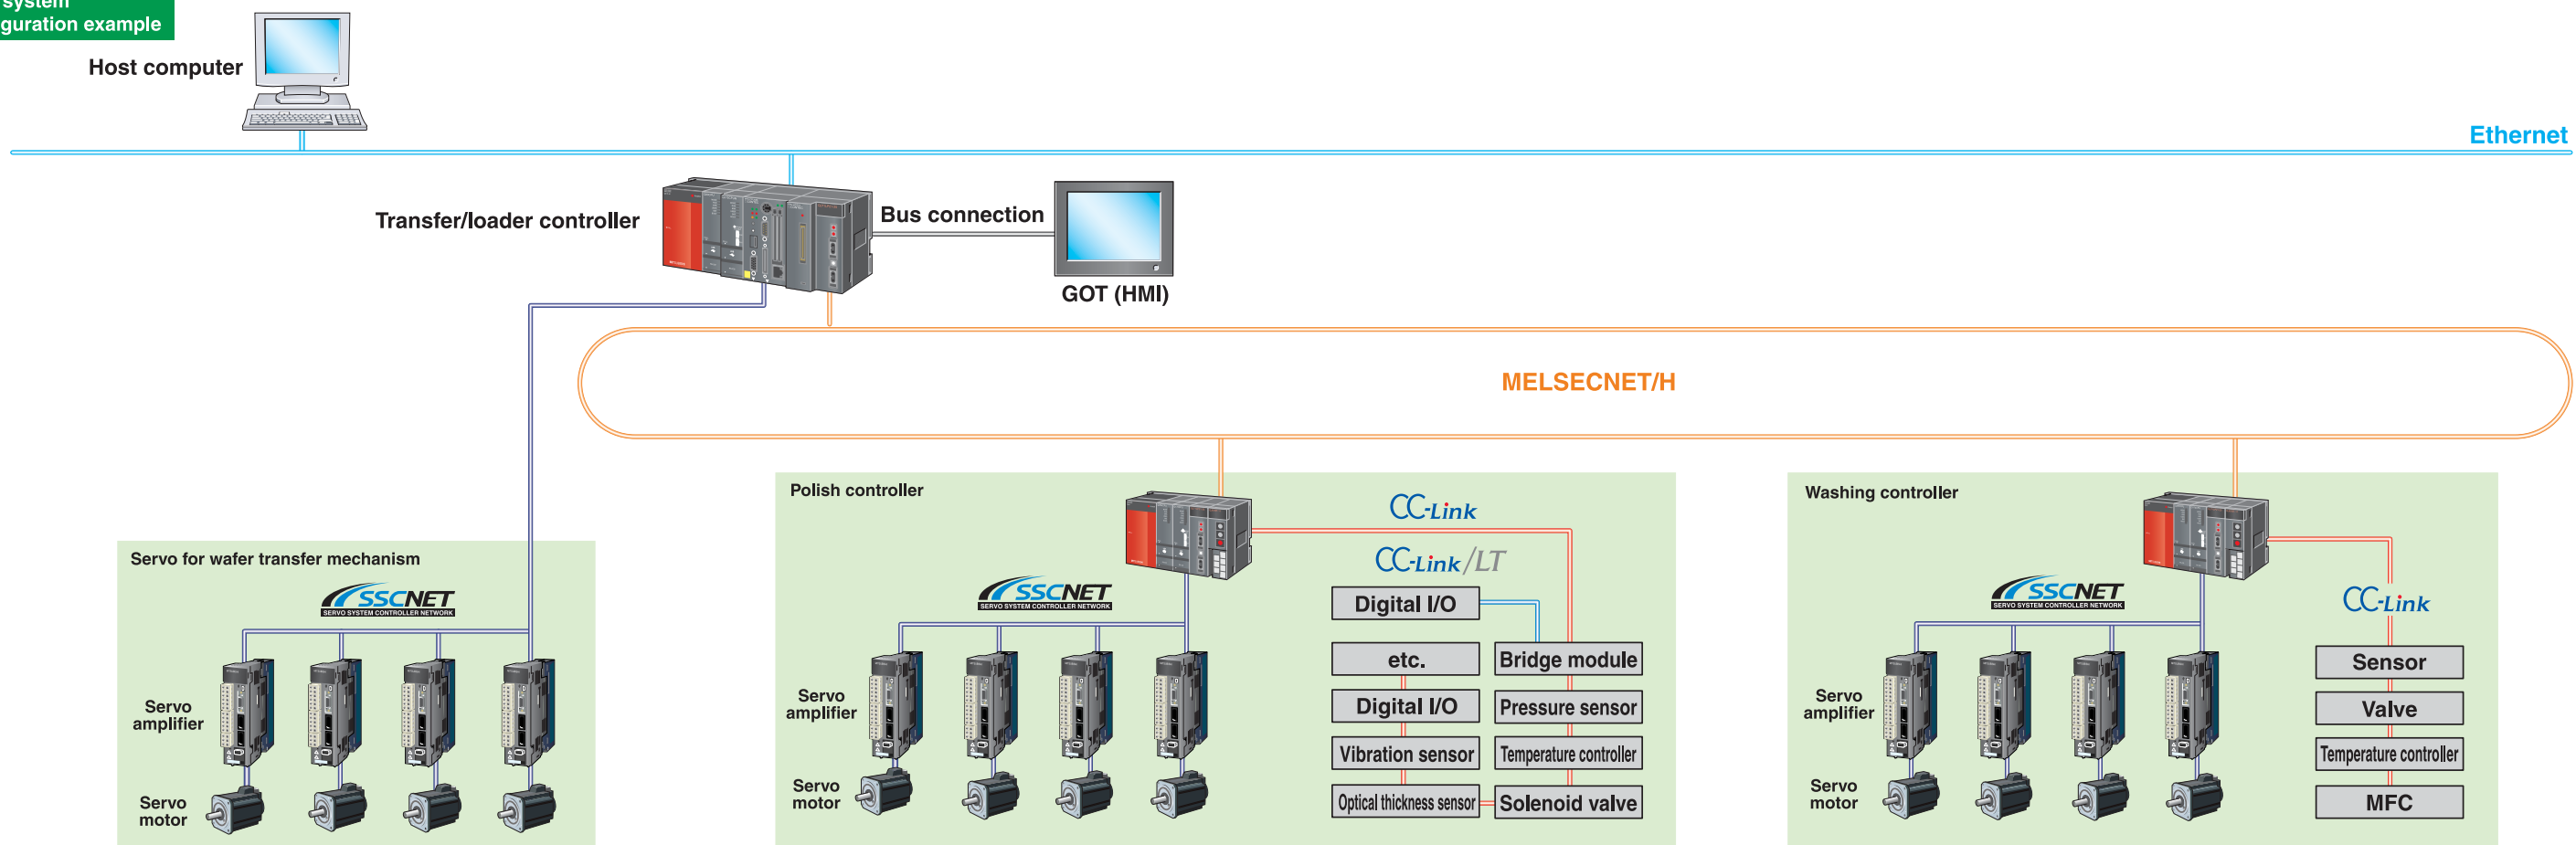 system
guration example
Host computer
Ethernet
Transfer/loader controller
Bus connection
GOT (HMI)
MELSECNET/H
Servo for wafer transfer mechanism
SSCNET
SERVO SYSTEM CONTROLLER NETWORK
Servo
amplifier
Servo
motor
Polish controller
CC-Link
CC-Link/LT
SSCNET
SERVO SYSTEM CONTROLLER NETWORK
Servo
amplifier
Servo
motor
Digital I/O
etc.
Bridge module
Digital I/O
Pressure sensor
Vibration sensor
Temperature controller
Optical thickness sensor
Solenoid valve
Washing controller
SSCNET
SERVO SYSTEM CONTROLLER NETWORK
CC-Link
Servo
amplifier
Servo
motor
Sensor
Valve
Temperature controller
MFC